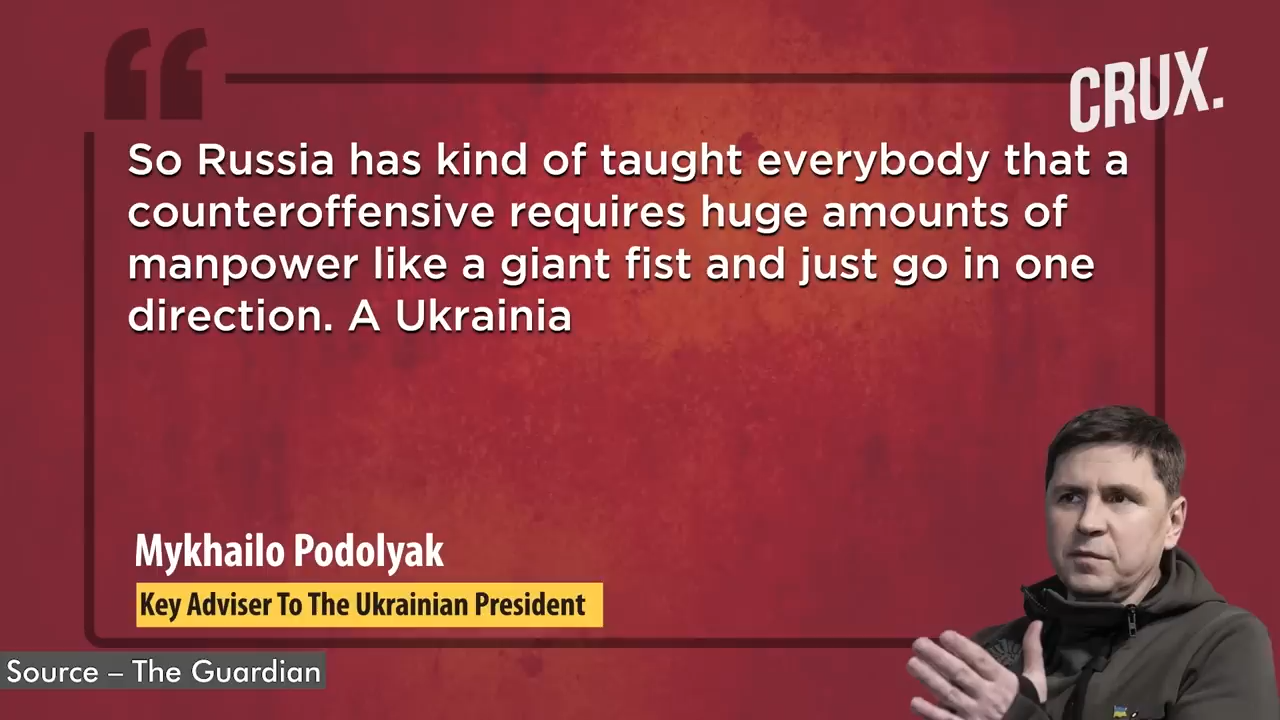 CRUX.
So Russia has kind of taught everybody that a
counteroffensive requires huge amounts of
manpower like a giant fist and just go in one
direction. A Ukrainia
Mykhailo Podolyak
Key Adviser To The Ukrainian President
Source – The Guardian